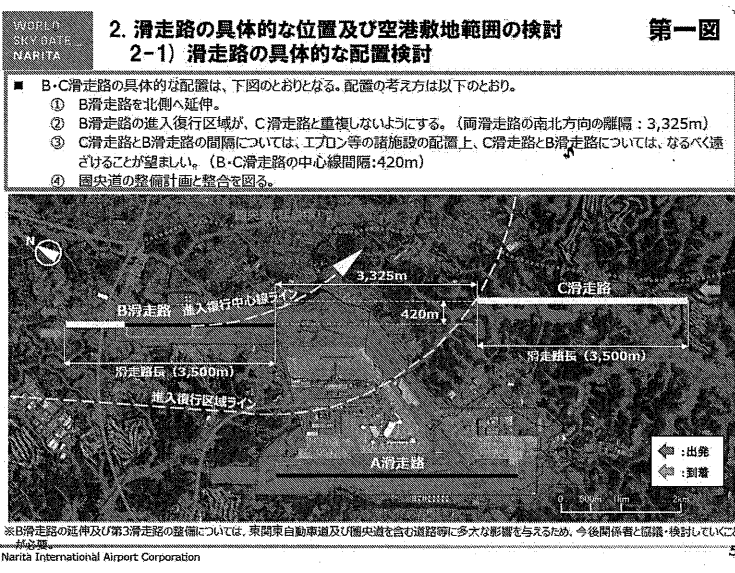 WORLD
SKY GATE_
NARITA
2. 滑走路の具体的な位置及び空港敷地範囲の検討
2-1) 滑走路の具体的な配置検討
第一図
■ B・C滑走路の具体的な配置は、下図のとおりとなる。配置の考え方は以下のとおり。
① B滑走路を北側へ延伸。
② B滑走路の進入復行区域が、C滑走路と重複しないようにする。（両滑走路の南北方向の離隔：3,325m）
③ C滑走路とB滑走路の間隔については、エプロン等の諸施設の配置上、C滑走路とB滑走路については、なるべく遠
ざけることが望ましい。（B・C滑走路の中心線間隔:420m）
④ 圏央道の整備計画と整合を図る。
N
3,325m
C滑走路
B滑走路
進入復行中心線ライン
420m
滑走路長（3,500m）
滑走路長（3,500m）
進入復行区域ライン
A滑走路
:出発
:到着
0 500m 1km 2km
※B滑走路の延伸及び第3滑走路の整備については、東関東自動車道及び圏央道を含む道路等に多大な影響を与えるため、今後関係者と協議・検討していくこと
が必要。
Narita International Airport Corporation
5